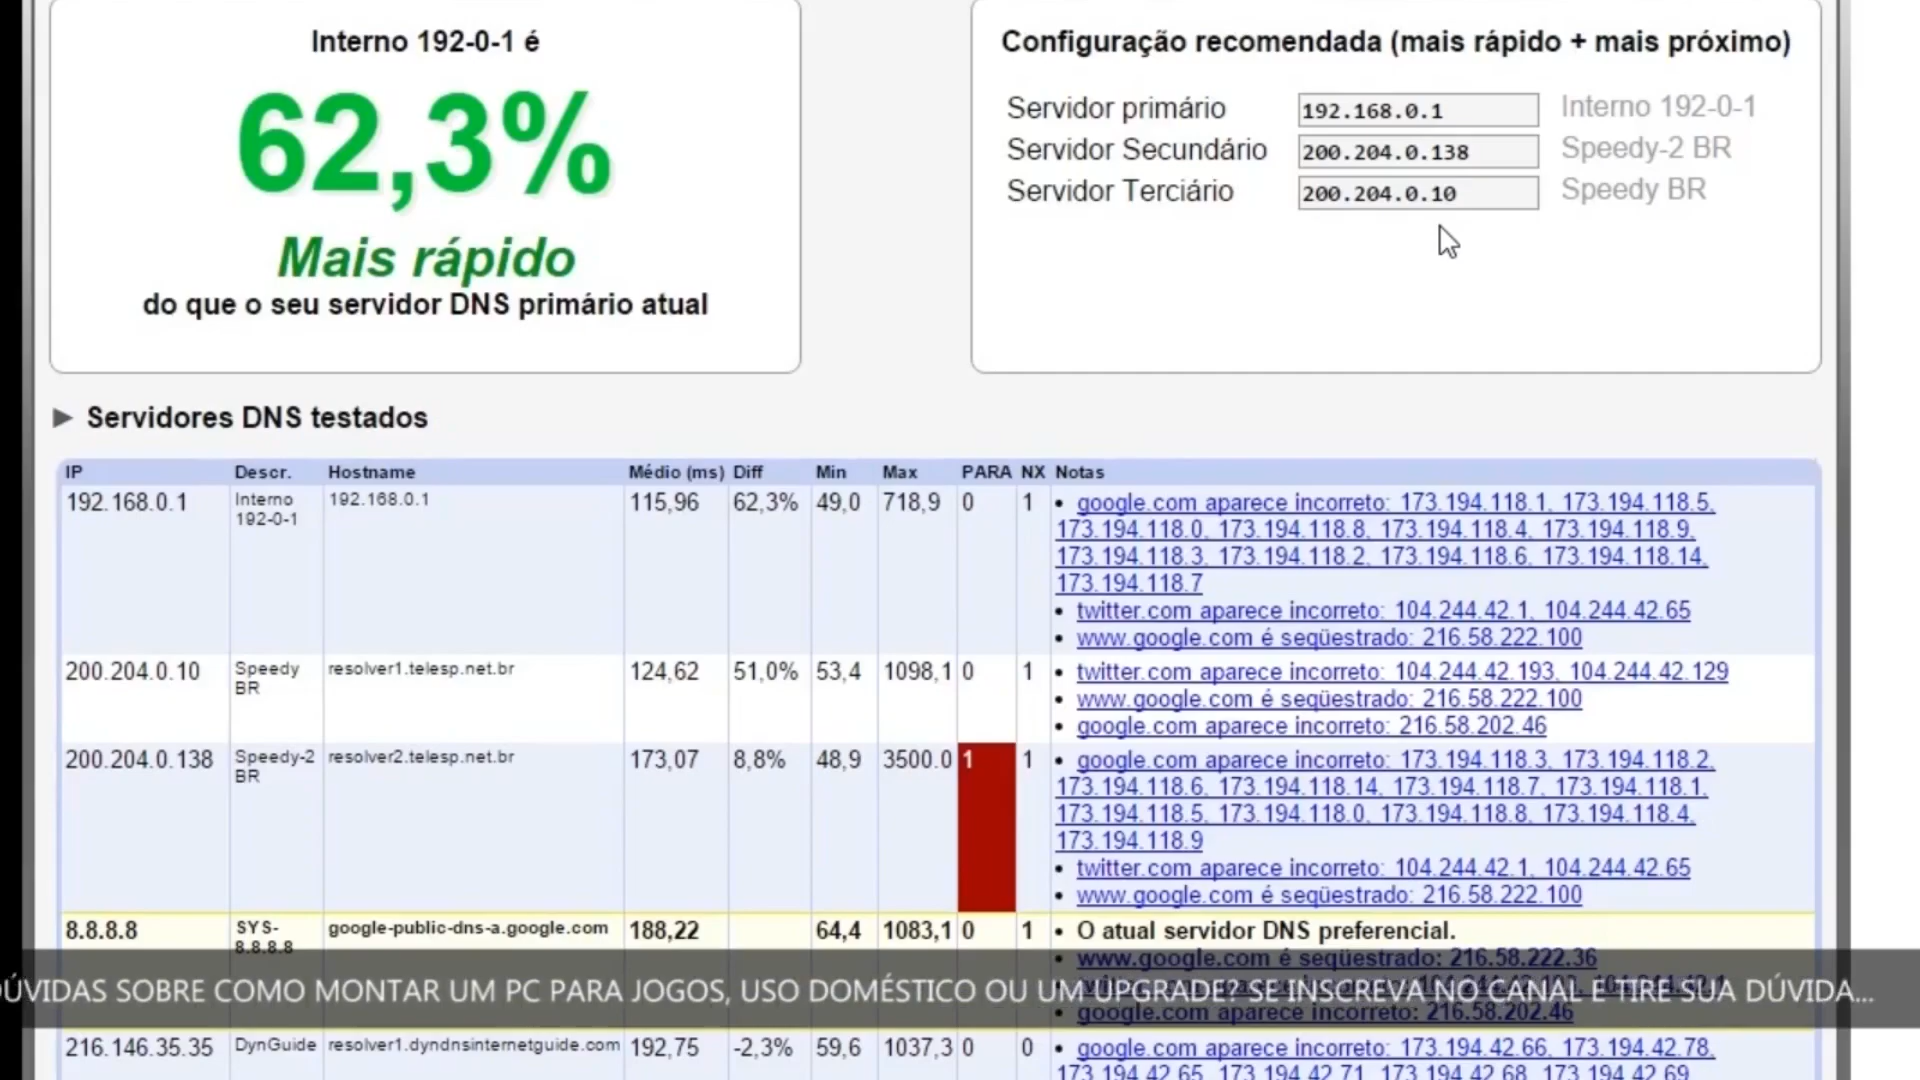 Interno 192-0-1 é
62,3%
Mais rápido
do que o seu servidor DNS primário atual
Configuração recomendada (mais rápido + mais próximo)
Servidor primário 192.168.0.1 Interno 192-0-1
Servidor Secundário 200.204.0.138 Speedy-2 BR
Servidor Terciário 200.204.0.10 Speedy BR
Servidores DNS testados
IP Descr. Hostname Médio (ms) Diff Min Max PARA NX Notas
192.168.0.1 Interno 192-0-1 192.168.0.1 115,96 62,3% 49,0 718,9 0 1 • google.com aparece incorreto: 173.194.118.1, 173.194.118.5,
173.194.118.0, 173.194.118.8, 173.194.118.4, 173.194.118.9,
173.194.118.3, 173.194.118.2, 173.194.118.6, 173.194.118.14,
173.194.118.7
• twitter.com aparece incorreto: 104.244.42.1, 104.244.42.65
• www.google.com é seqüestrado: 216.58.222.100
200.204.0.10 Speedy BR resolver1.telesp.net.br 124,62 51,0% 53,4 1098,1 0 1 • twitter.com aparece incorreto: 104.244.42.193, 104.244.42.129
• www.google.com é seqüestrado: 216.58.222.100
• google.com aparece incorreto: 216.58.202.46
200.204.0.138 Speedy-2 BR resolver2.telesp.net.br 173,07 8,8% 48,9 3500.0 1 1 • google.com aparece incorreto: 173.194.118.3, 173.194.118.2,
173.194.118.6, 173.194.118.14, 173.194.118.7, 173.194.118.1,
173.194.118.5, 173.194.118.0, 173.194.118.8, 173.194.118.4,
173.194.118.9
• twitter.com aparece incorreto: 104.244.42.1, 104.244.42.65
• www.google.com é seqüestrado: 216.58.222.100
8.8.8.8 SYS-8.8.8.8 google-public-dns-a.google.com 188,22 64,4 1083,1 0 1 • O atual servidor DNS preferencial.
• www.google.com é seqüestrado: 216.58.222.36
DÚVIDAS SOBRE COMO MONTAR UM PC PARA JOGOS, USO DOMÉSTICO OU UM UPGRADE? SE INSCREVA NO CANAL E TIRE SUA DÚVIDA...
• google.com aparece incorreto: 216.58.202.46
216.146.35.35 DynGuide resolver1.dyndnsinternetguide.com 192,75 -2,3% 59,6 1037,3 0 0 • google.com aparece incorreto: 173.194.42.66, 173.194.42.78,
173.194.42.65, 173.194.42.71, 173.194.42.68, 173.194.42.69,